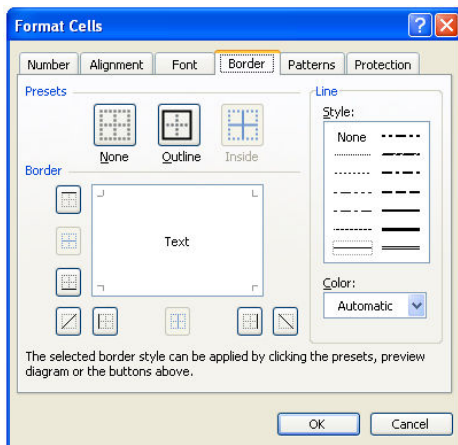 Format Cells
Number Alignment Font Border Patterns Protection
Presets
None Outline Inside
Border
Text
Line
Style:
None
Color:
Automatic
The selected border style can be applied by clicking the presets, preview
diagram or the buttons above.
OK Cancel